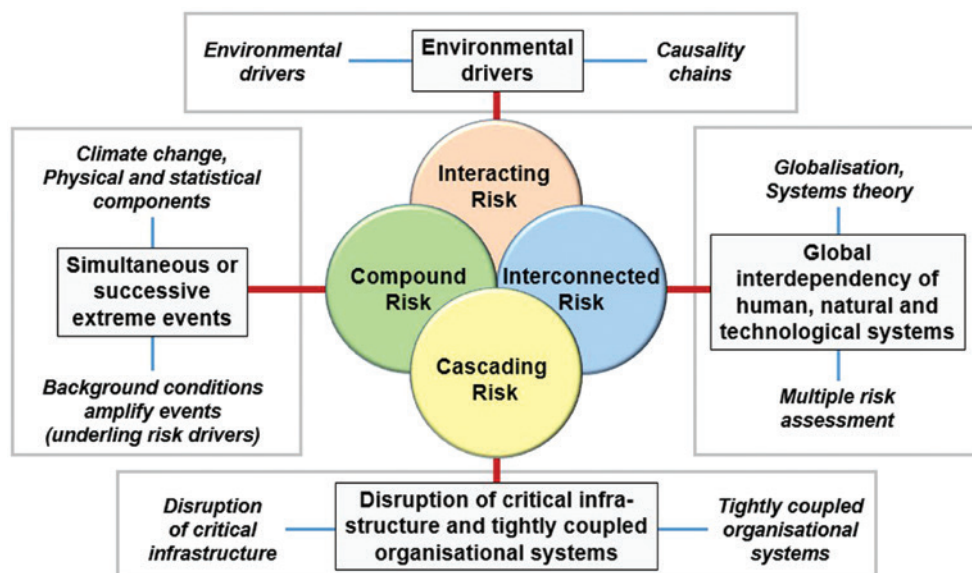 Environmental
drivers
Environmental
drivers
Causality
chains
Climate change,
Physical and statistical
components
Simultaneous or
successive
extreme events
Background conditions
amplify events
(underling risk drivers)
Interacting
Risk
Compound
Risk
Interconnected
Risk
Cascading
Risk
Globalisation,
Systems theory
Global
interdependency of
human, natural and
technological systems
Multiple risk
assessment
Disruption
of critical
infrastructure
Disruption of critical infra-
structure and tightly coupled
organisational systems
Tightly coupled
organisational
systems